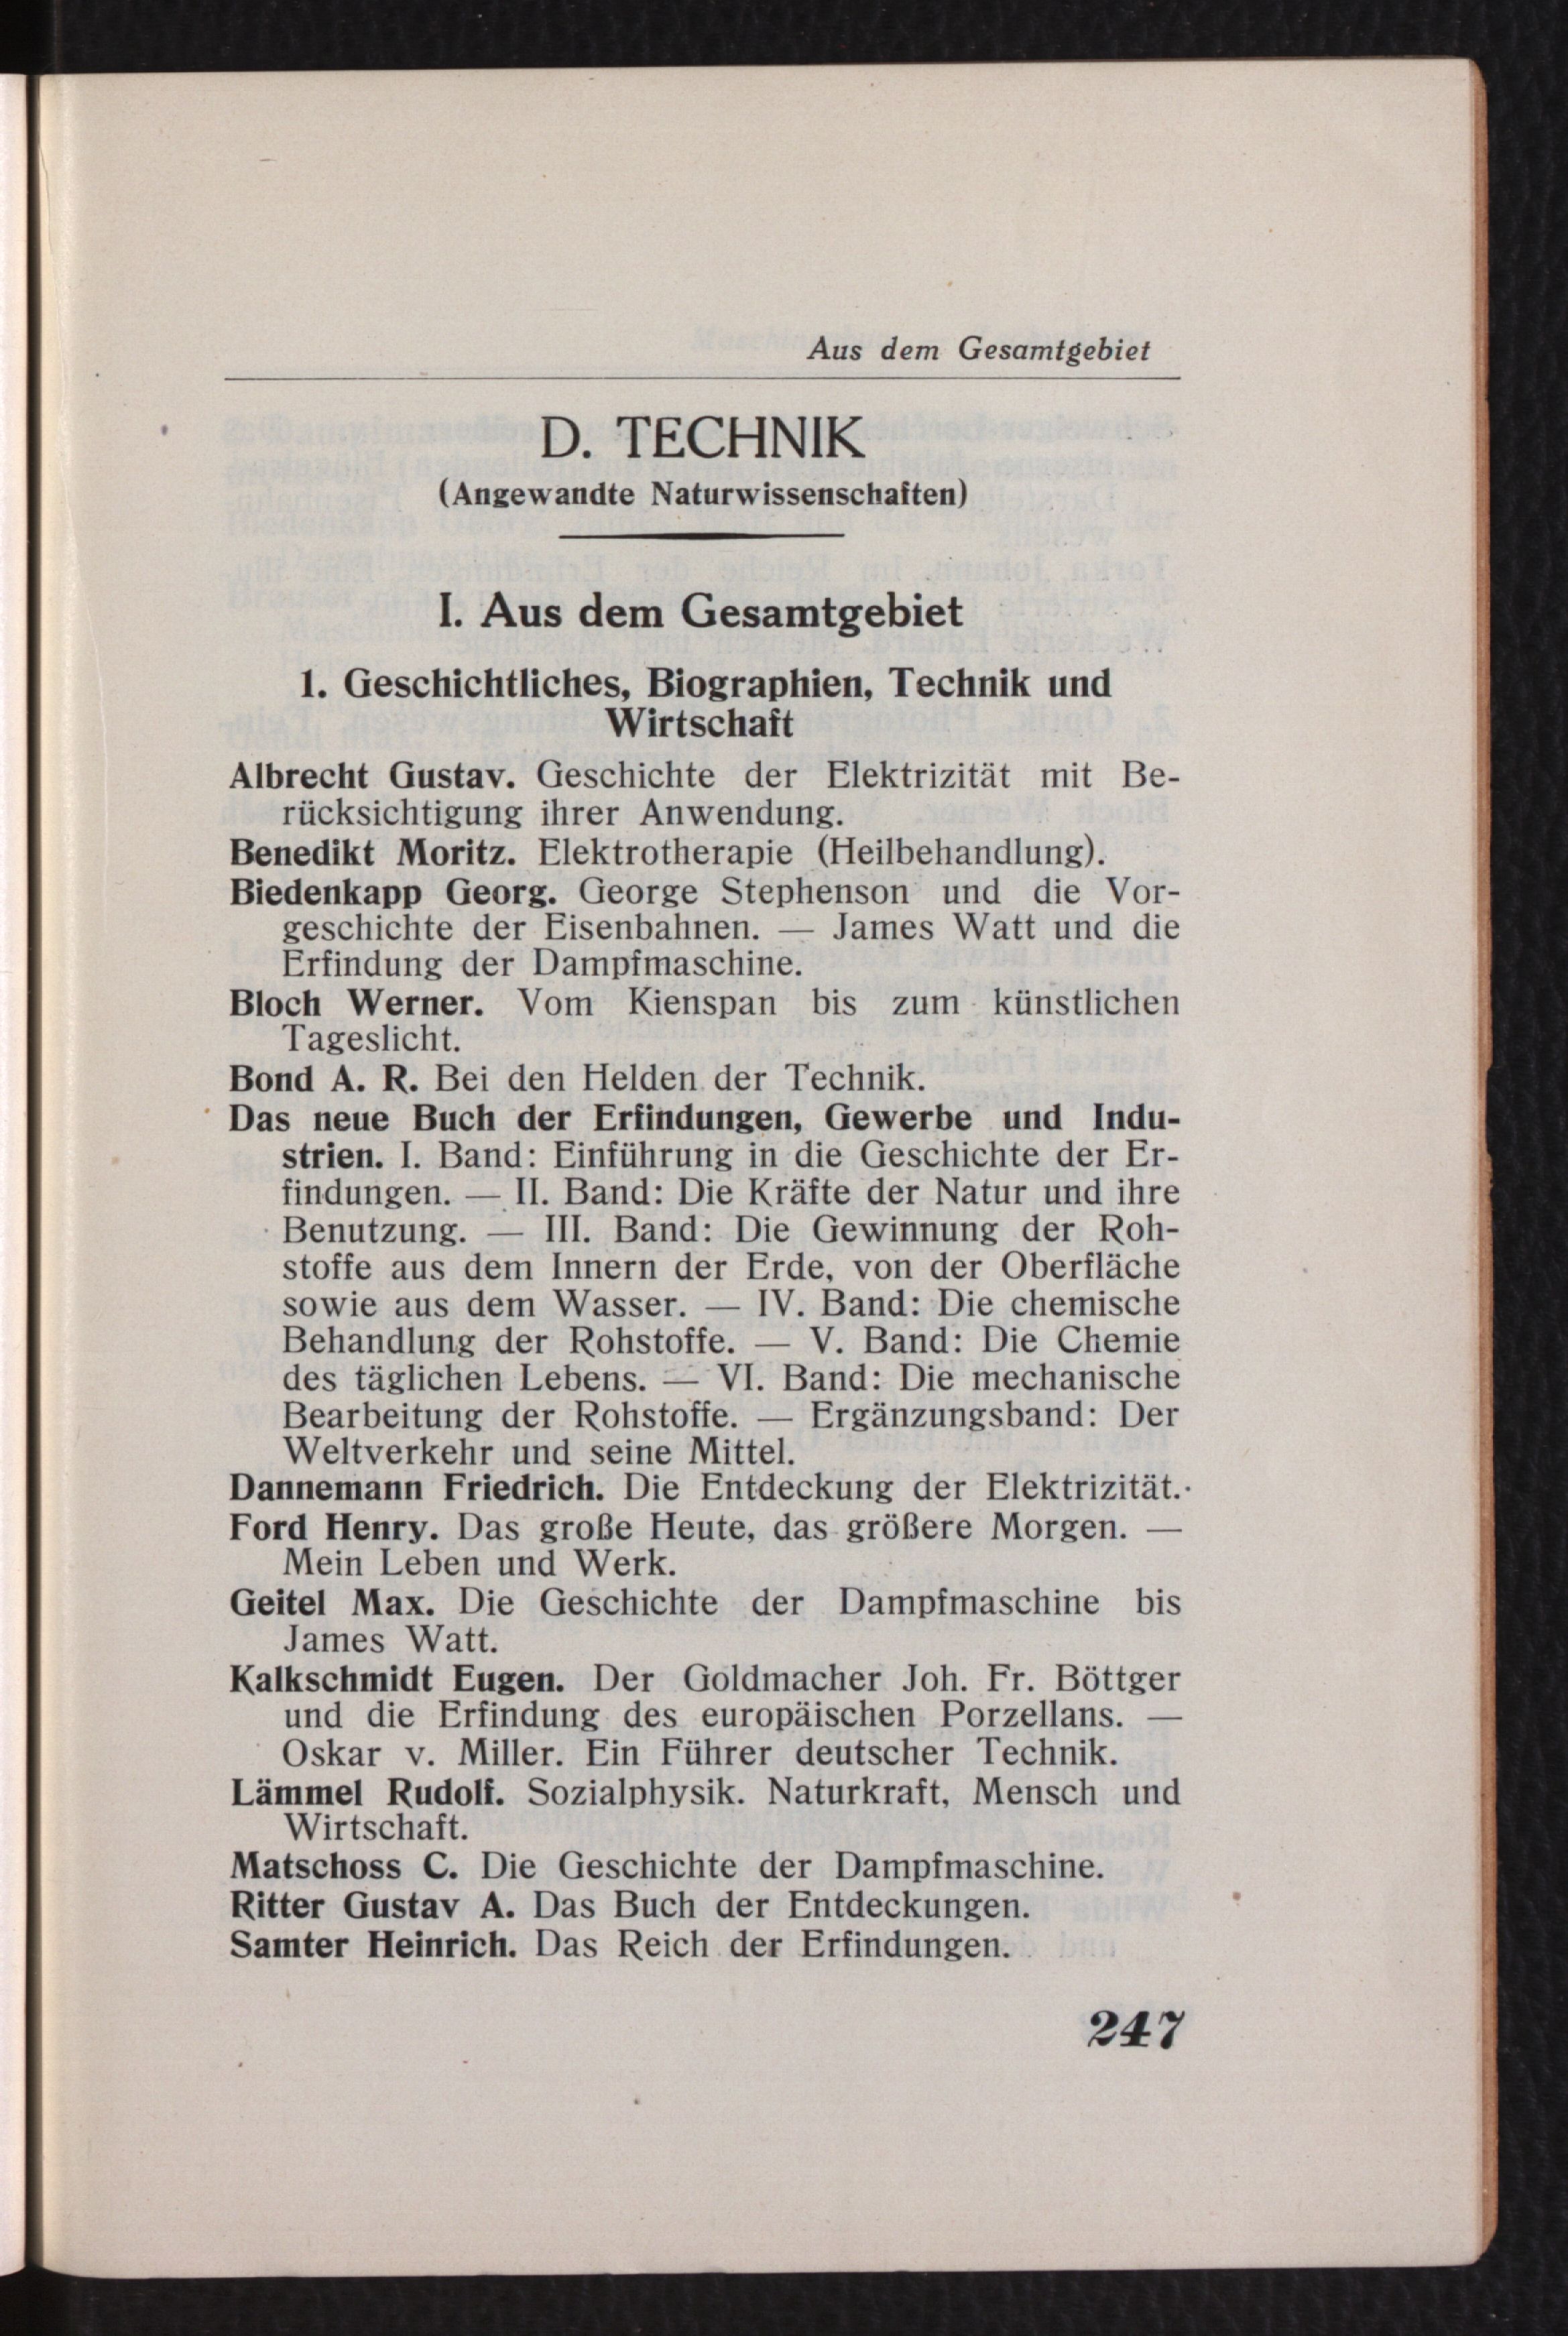 Aus dem Gesamtgebiet
D. TECHNIK
(Angewandte Naturwissenschaften)
I. Aus dem Gesamtgebiet
1. Geschichtliches, Biographien, Technik und
Wirtschaft
Albrecht Gustav. Geschichte der Elektrizität mit Be-
rücksichtigung ihrer Anwendung.
Benedikt Moritz. Elektrotherapie (Heilbehandlung).
Biedenkapp Georg. George Stephenson und die Vor-
geschichte der Eisenbahnen. — James Watt und die
Erfindung der Dampfmaschine.
Bloch Werner. Vom Kienspan bis zum künstlichen
Tageslicht.
Bond A. R. Bei den Helden der Technik.
Das neue Buch der Erfindungen, Gewerbe und Indu-
strien. I. Band: Einführung in die Geschichte der Er-
findungen. — II. Band: Die Kräfte der Natur und ihre
Benutzung. — III. Band: Die Gewinnung der Roh-
stoffe aus dem Innern der Erde, von der Oberfläche
sowie aus dem Wasser. — IV. Band: Die chemische
Behandlung der Rohstoffe. — V. Band: Die Chemie
des täglichen Lebens. — VI. Band: Die mechanische
Bearbeitung der Rohstoffe. — Ergänzungsband: Der
Weltverkehr und seine Mittel.
Dannemann Friedrich. Die Entdeckung der Elektrizität.
Ford Henry. Das große Heute, das größere Morgen. —
Mein Leben und Werk.
Geitel Max. Die Geschichte der Dampfmaschine bis
James Watt.
Kalkschmidt Eugen. Der Goldmacher Joh. Fr. Böttger
und die Erfindung des europäischen Porzellans. —
Oskar v. Miller. Ein Führer deutscher Technik.
Lämmel Rudolf. Sozialphysik. Naturkraft, Mensch und
Wirtschaft.
Matschoss C. Die Geschichte der Dampfmaschine.
Ritter Gustav A. Das Buch der Entdeckungen.
Samter Heinrich. Das Reich der Erfindungen.
247